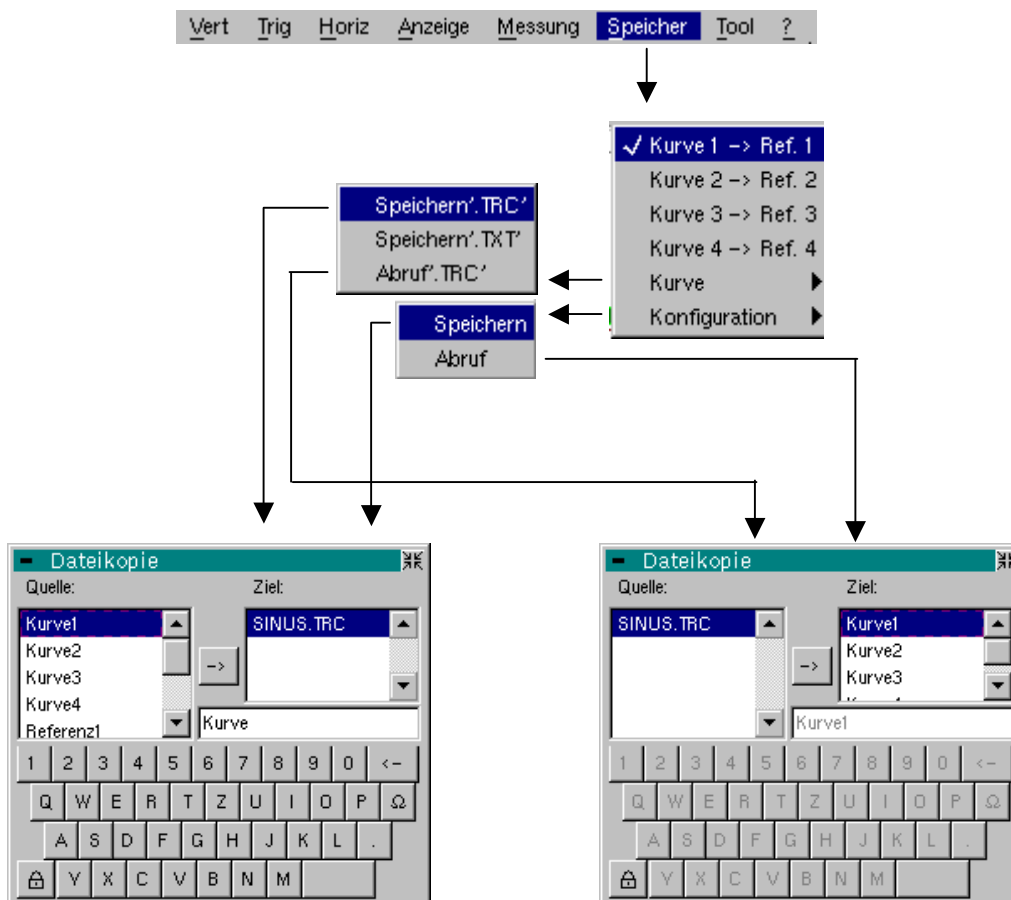 Vert Trig Horiz Anzeige Messung Speicher Tool ?
Kurve 1 -> Ref. 1
Kurve 2 -> Ref. 2
Kurve 3 -> Ref. 3
Kurve 4 -> Ref. 4
Kurve
Konfiguration
Speichern'.TRC'
Speichern'.TXT'
Abruf'.TRC'
Speichern
Abruf
Dateikopie
Quelle: Ziel:
Kurve1
Kurve2
Kurve3
Kurve4
Referenz1
->
SINUS.TRC
Kurve
1 2 3 4 5 6 7 8 9 0 <-
Q W E R T Z U I O P Ω
A S D F G H J K L .
Y X C V B N M
Dateikopie
Quelle: Ziel:
SINUS.TRC
->
Kurve1
Kurve2
Kurve3
Kurve1
1 2 3 4 5 6 7 8 9 0 <-
Q W E R T Z U I O P Ω
A S D F G H J K L .
Y X C V B N M